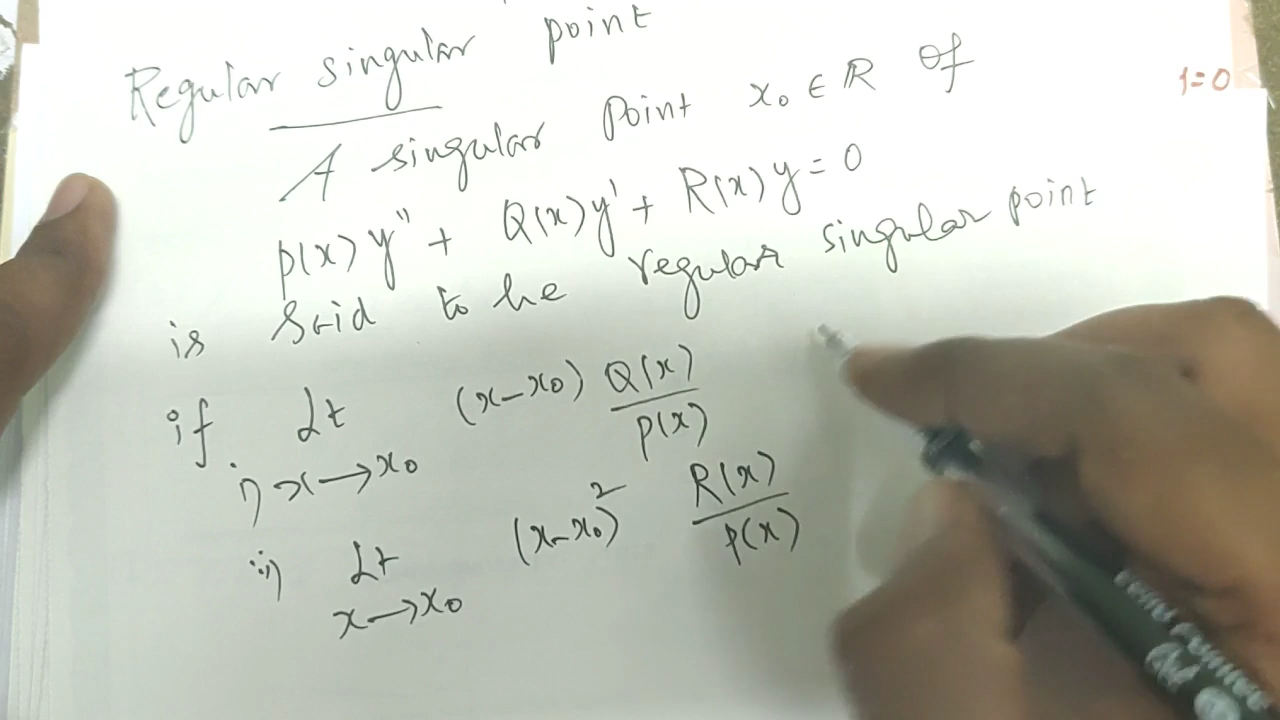 Regular singular point
A singular point x₀ ∈ ℝ of
p(x) y'' + Q(x) y' + R(x) y = 0
is said to be regular singular point
if Lt (x-x₀) Q(x)/p(x)
i) x→x₀
ii) Lt (x-x₀)² R(x)/p(x)
x→x₀
1=0